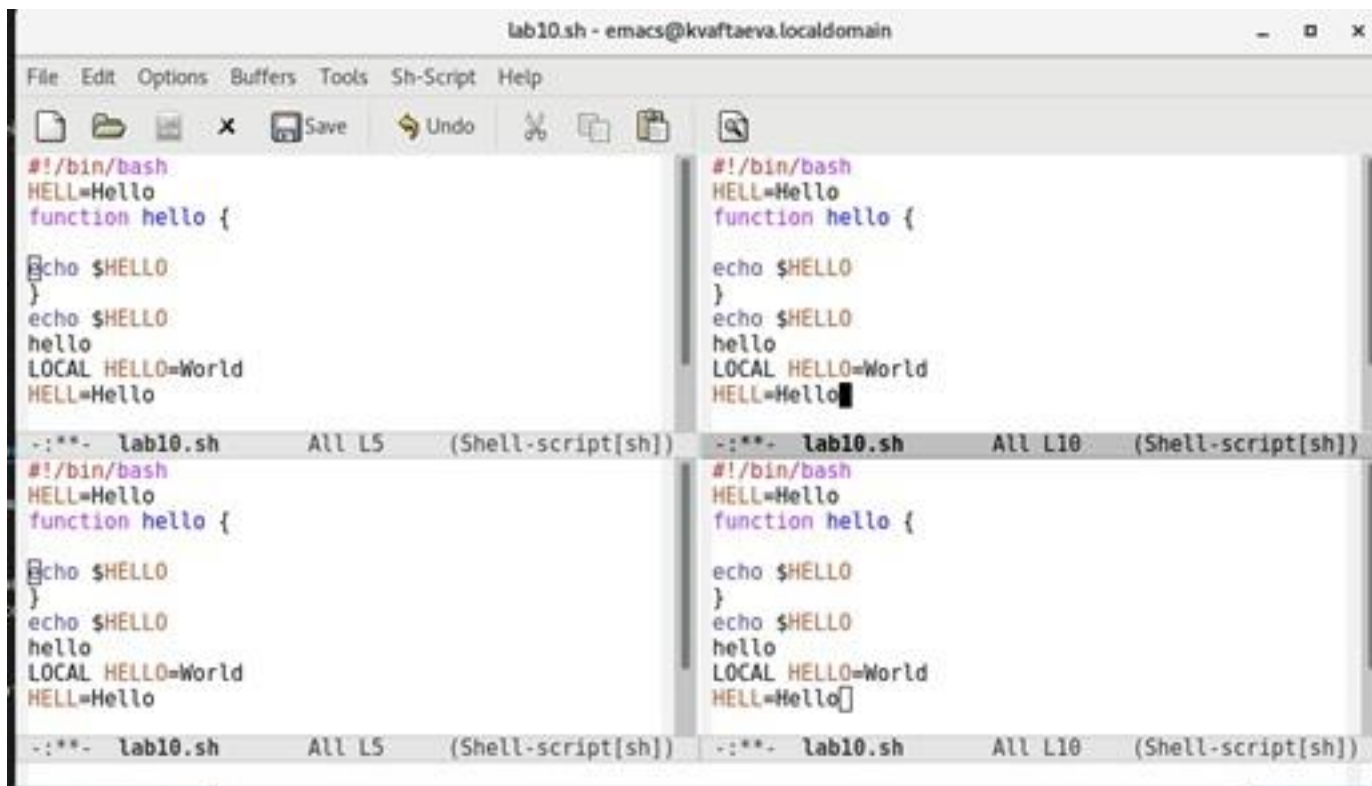 lab10.sh - emacs@kvaftaeva.localdomain
File Edit Options Buffers Tools Sh-Script Help
Save Undo
#!/bin/bash
HELL=Hello
function hello {
echo $HELLO
}
echo $HELLO
hello
LOCAL HELLO=World
HELL=Hello
-:**- lab10.sh All L5 (Shell-script[sh])
#!/bin/bash
HELL=Hello
function hello {
echo $HELLO
}
echo $HELLO
hello
LOCAL HELLO=World
HELL=Hello
-:**- lab10.sh All L10 (Shell-script[sh])
#!/bin/bash
HELL=Hello
function hello {
echo $HELLO
}
echo $HELLO
hello
LOCAL HELLO=World
HELL=Hello
-:**- lab10.sh All L5 (Shell-script[sh])
#!/bin/bash
HELL=Hello
function hello {
echo $HELLO
}
echo $HELLO
hello
LOCAL HELLO=World
HELL=Hello
-:**- lab10.sh All L10 (Shell-script[sh])